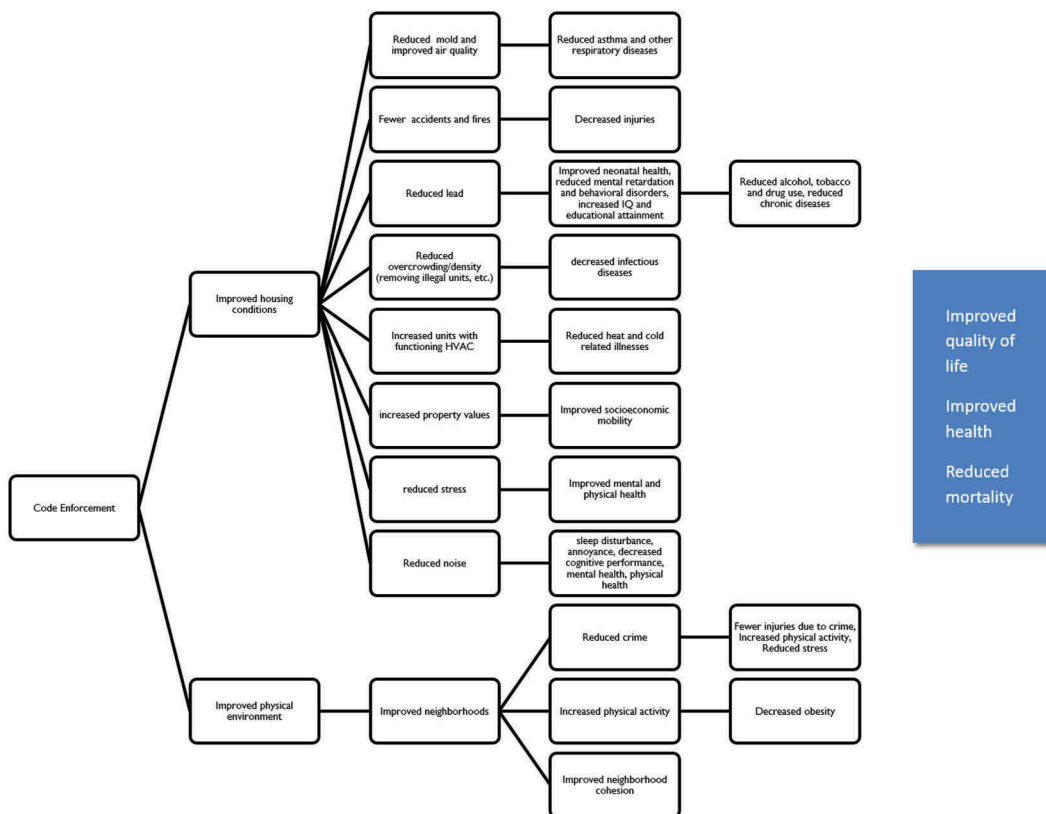 Reduced mold and
improved air quality
Reduced asthma and other
respiratory diseases
Fewer accidents and fires
Decreased injuries
Reduced lead
Improved neonatal health,
reduced mental retardation
and behavioral disorders,
increased IQ and
educational attainment
Reduced alcohol, tobacco
and drug use, reduced
chronic diseases
Reduced
overcrowding/density
(removing illegal units, etc.)
decreased infectious
diseases
Improved housing
conditions
Increased units with
functioning HVAC
Reduced heat and cold
related illnesses
increased property values
Improved socioeconomic
mobility
Code Enforcement
reduced stress
Improved mental and
physical health
Reduced noise
sleep disturbance,
annoyance, decreased
cognitive performance,
mental health, physical
health
Reduced crime
Fewer injuries due to crime,
Increased physical activity,
Reduced stress
Improved physical
environment
Improved neighborhoods
Increased physical activity
Decreased obesity
Improved neighborhood
cohesion
Improved
quality of
life
Improved
health
Reduced
mortality